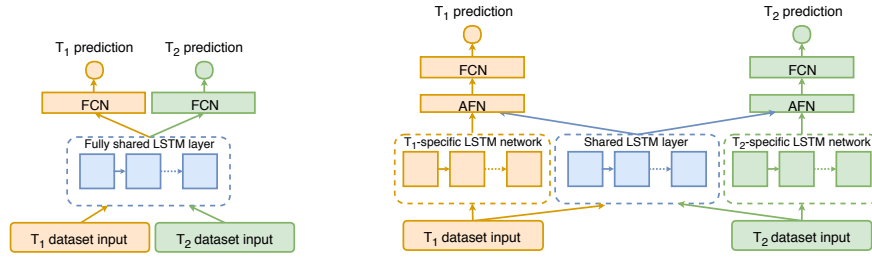 T1 prediction
T2 prediction
FCN
FCN
Fully shared LSTM layer
T1 dataset input
T2 dataset input
T1 prediction
T2 prediction
FCN
FCN
AFN
AFN
T1-specific LSTM network
Shared LSTM layer
T2-specific LSTM network
T1 dataset input
T2 dataset input